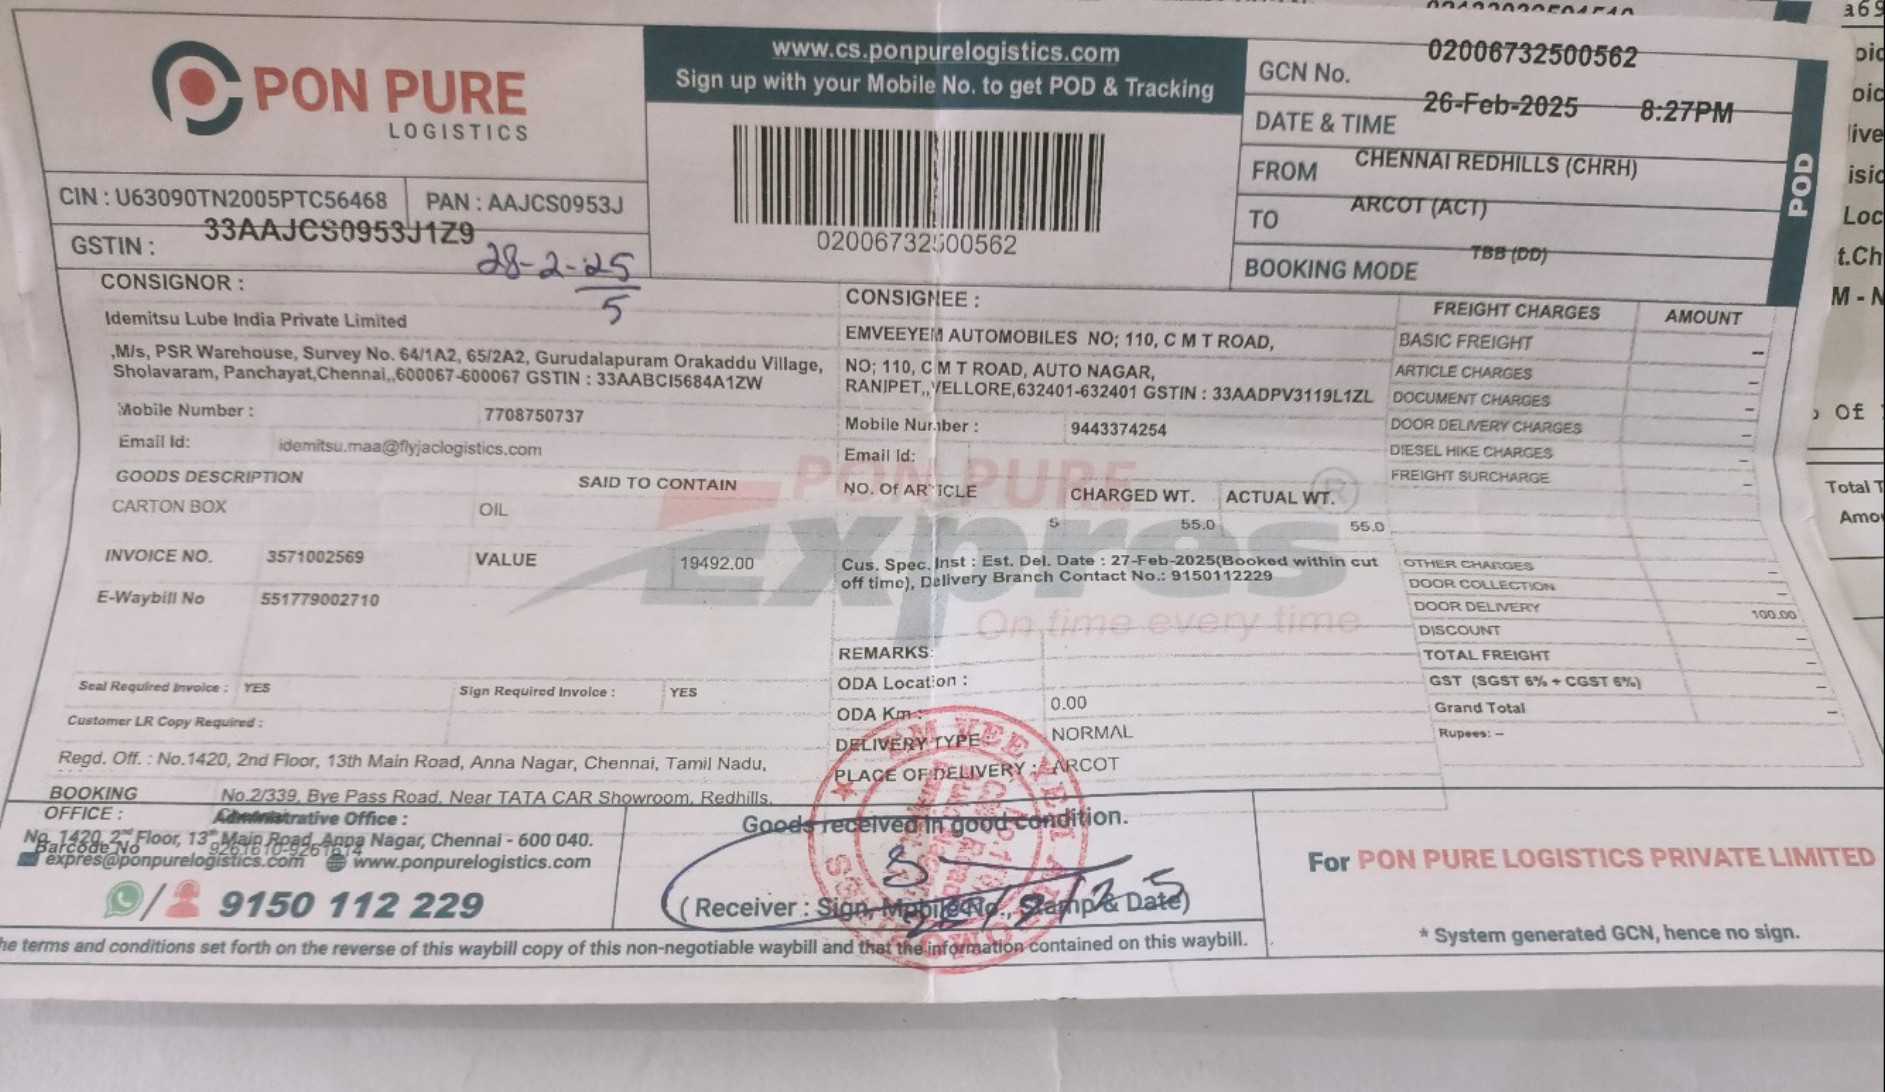 PON PURE
LOGISTICS
www.cs.ponpurelogistics.com
Sign up with your Mobile No. to get POD & Tracking
02006732500562
GCN No. 02006732500562
DATE & TIME 26-Feb-2025 8:27PM
FROM CHENNAI REDHILLS (CHRH)
TO ARCOT (ACT)
BOOKING MODE TBB (DD)
POD
CIN : U63090TN2005PTC56468 PAN : AAJCS0953J
GSTIN : 33AAJCS0953J1Z9
28-2-25
5
CONSIGNOR :
Idemitsu Lube India Private Limited
,M/s, PSR Warehouse, Survey No. 64/1A2, 65/2A2, Gurudalapuram Orakaddu Village,
Sholavaram, Panchayat,Chennai,,600067-600067 GSTIN : 33AABCI5684A1ZW
Mobile Number : 7708750737
Email Id: idemitsu.maa@flyjaclogistics.com
GOODS DESCRIPTION SAID TO CONTAIN
CARTON BOX OIL
INVOICE NO. 3571002569 VALUE 19492.00
E-Waybill No 551779002710
Seal Required Invoice : YES Sign Required Invoice : YES
Customer LR Copy Required :
Regd. Off. : No.1420, 2nd Floor, 13th Main Road, Anna Nagar, Chennai, Tamil Nadu,
BOOKING No.2/339, Bye Pass Road, Near TATA CAR Showroom, Redhills,
OFFICE :
CONSIGNEE :
EMVEEYEM AUTOMOBILES NO; 110, C M T ROAD,
NO; 110, C M T ROAD, AUTO NAGAR,
RANIPET,,VELLORE,632401-632401 GSTIN : 33AADPV3119L1ZL
Mobile Number : 9443374254
Email Id:
NO. Of ARTICLE CHARGED WT. ACTUAL WT.
5 55.0 55.0
Cus. Spec. Inst : Est. Del. Date : 27-Feb-2025(Booked within cut
off time), Delivery Branch Contact No.: 9150112229
PON PURE
Expres
On time every time
REMARKS:
ODA Location :
ODA Km : 0.00
DELIVERY TYPE NORMAL
PLACE OF DELIVERY : ARCOT
FREIGHT CHARGES AMOUNT
BASIC FREIGHT –
ARTICLE CHARGES –
DOCUMENT CHARGES –
DOOR DELIVERY CHARGES –
DIESEL HIKE CHARGES –
FREIGHT SURCHARGE –
OTHER CHARGES –
DOOR COLLECTION –
DOOR DELIVERY 100.00
DISCOUNT –
TOTAL FREIGHT –
GST (SGST 6% + CGST 6%) –
Grand Total –
Rupees: –
Administrative Office :
No. 1420, 2nd Floor, 13th Main Road, Anna Nagar, Chennai - 600 040.
Barcode No 9261610-9261614
expres@ponpurelogistics.com www.ponpurelogistics.com
9150 112 229
Goods received in good condition.
(Receiver : Sign, Mobile No., Stamp & Date)
EM VEE YEM
For PON PURE LOGISTICS PRIVATE LIMITED
* System generated GCN, hence no sign.
he terms and conditions set forth on the reverse of this waybill copy of this non-negotiable waybill and that the information contained on this waybill.
Total
Of